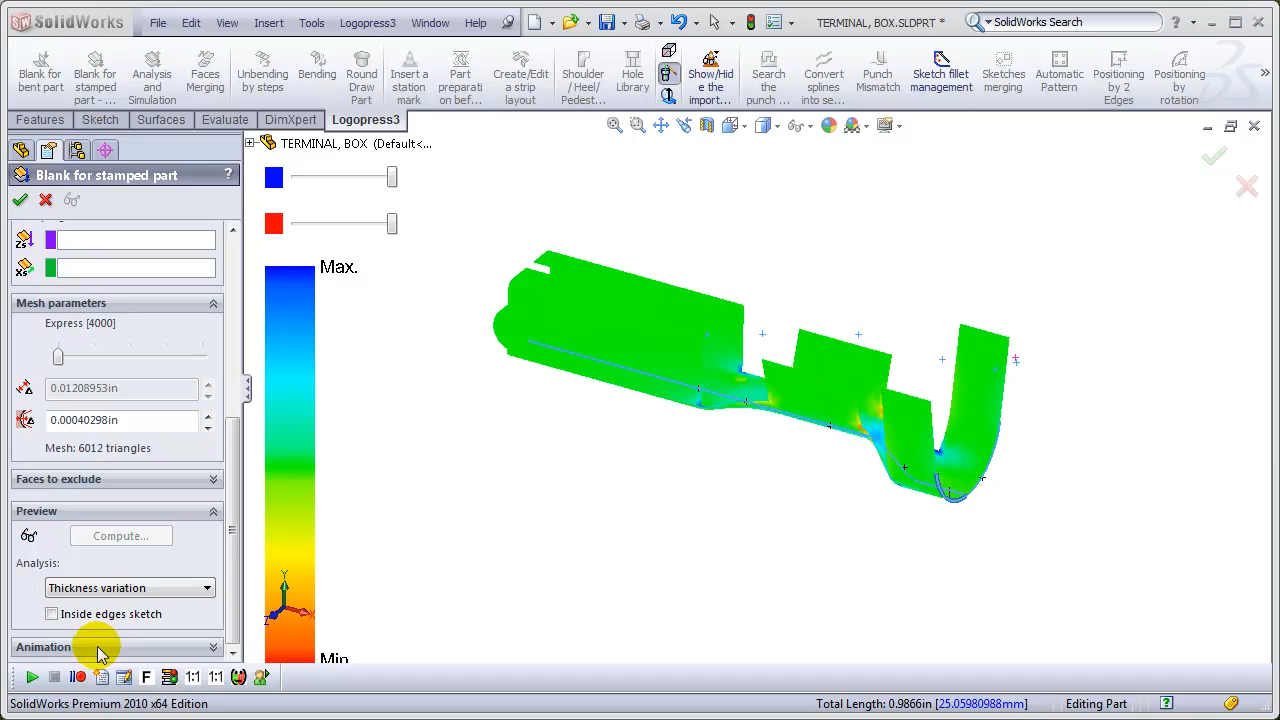 SolidWorks File Edit View Insert Tools Logopress3 Window Help TERMINAL, BOX.SLDPRT * SolidWorks Search ?
Blank for bent part
Blank for stamped part - ...
Analysis and Simulation
Faces Merging
Unbending by steps
Bending
Round Draw Part
Insert a station mark
Part preparati on bef...
Create/Edit a strip layout
Shoulder / Heel / Pedest...
Hole Library
Show/Hid e the import...
Search the punch ...
Convert splines into se...
Punch Mismatch
Sketch fillet management
Sketches merging
Automatic Pattern
Positioning by 2 Edges
Positioning by rotation
Features Sketch Surfaces Evaluate DimXpert Logopress3
TERMINAL, BOX (Default<...
Blank for stamped part ?
Mesh parameters
Express [4000]
0.01208953in
0.00040298in
Mesh: 6012 triangles
Faces to exclude
Preview
Compute...
Analysis:
Thickness variation
Inside edges sketch
Animation
Max.
Min
Y
X
Z
F 1:1 1:1
SolidWorks Premium 2010 x64 Edition Total Length: 0.9866in [25.05980988mm] Editing Part ?